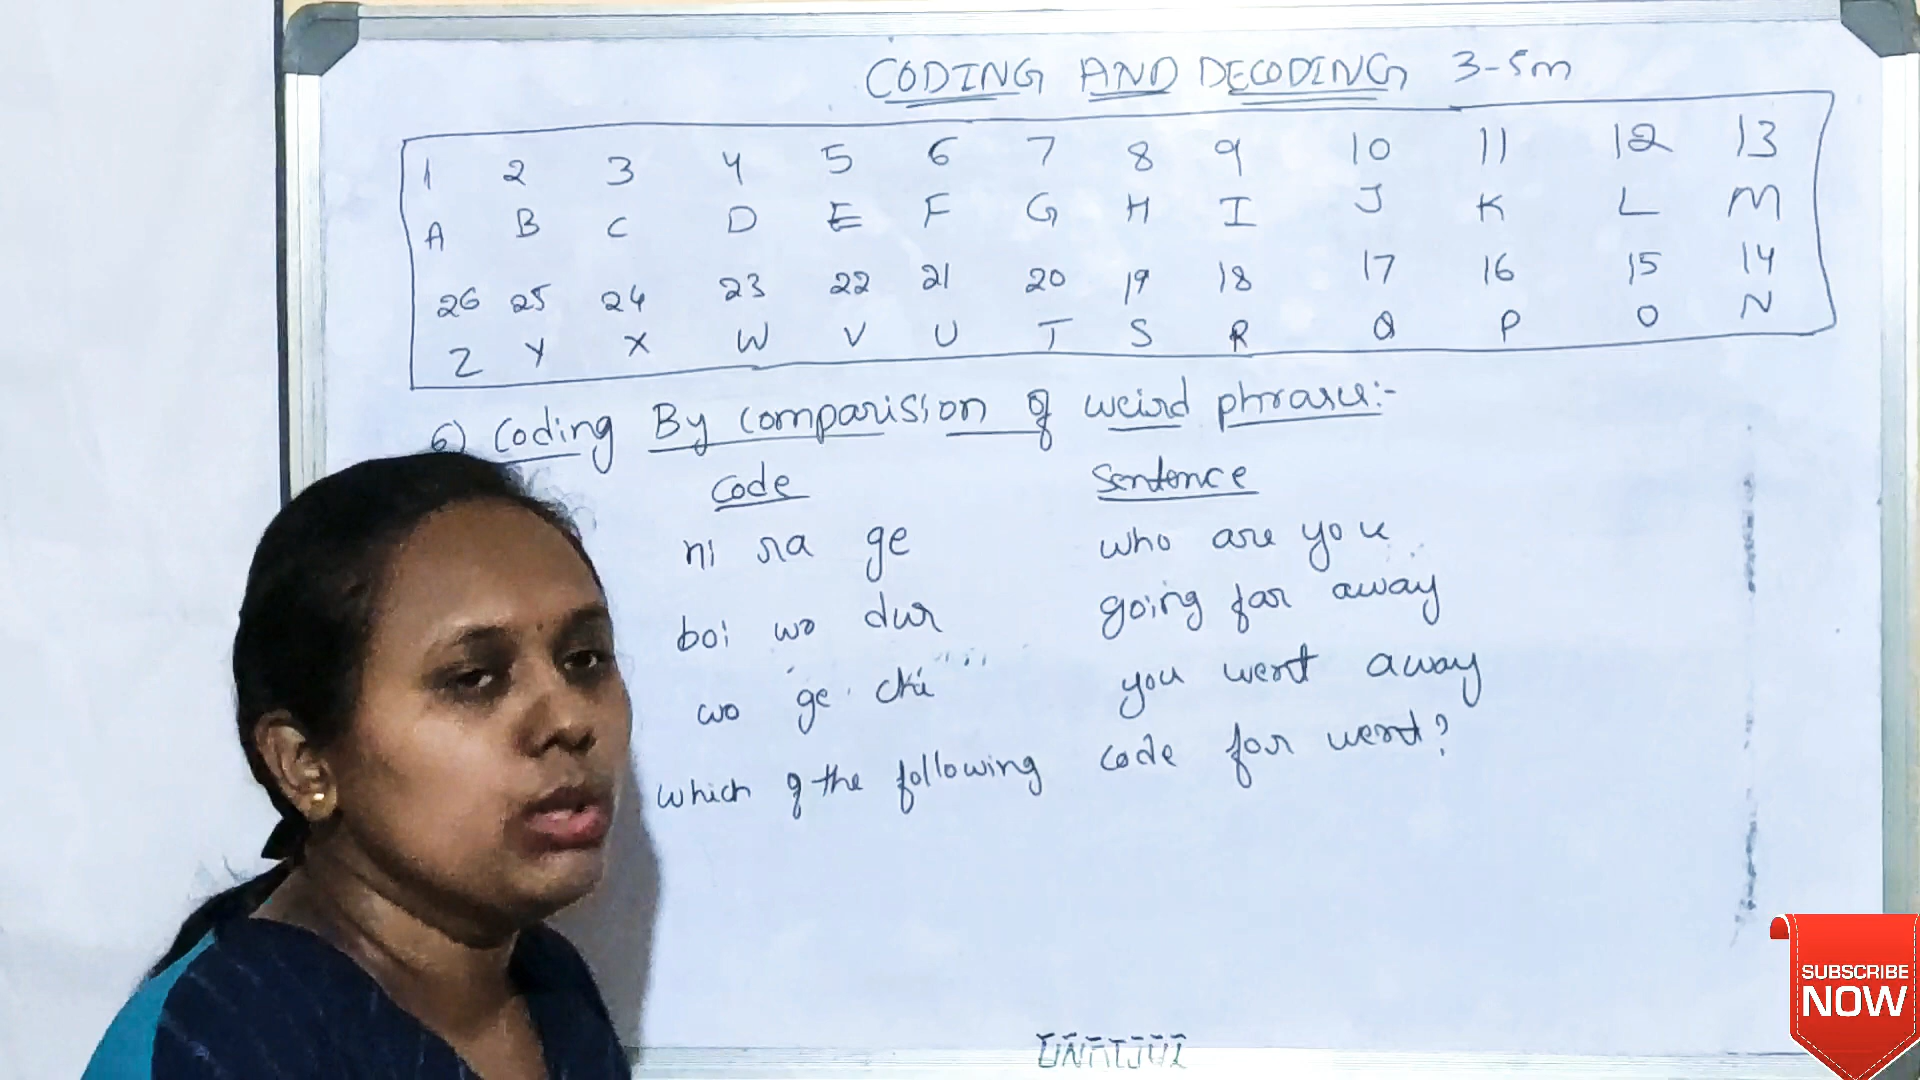 CODING AND DECODING 3-5m
1 2 3 4 5 6 7 8 9 10 11 12 13
A B C D E F G H I J K L M
26 25 24 23 22 21 20 19 18 17 16 15 14
Z Y X W V U T S R Q P O N
6) Coding By comparision of weird phrases:-
Code Sentence
ni ra ge who are you
boi wo dur going far away
wo ge chi you went away
which of the following code for went?
SUBSCRIBE
NOW